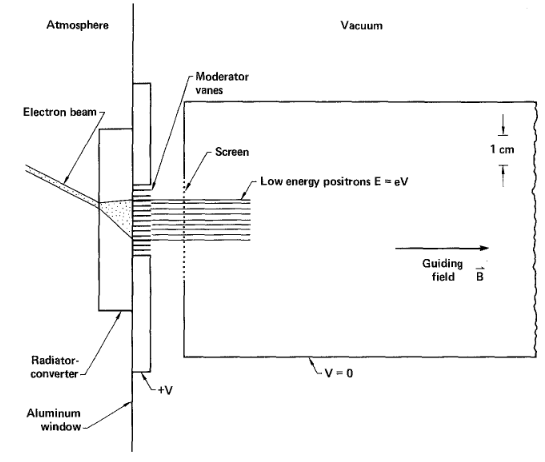 Atmosphere
Vacuum
Moderator
vanes
Electron beam
1 cm
Screen
Low energy positrons E = eV
Guiding
field B
Radiator-
converter
+V
V = 0
Aluminum
window